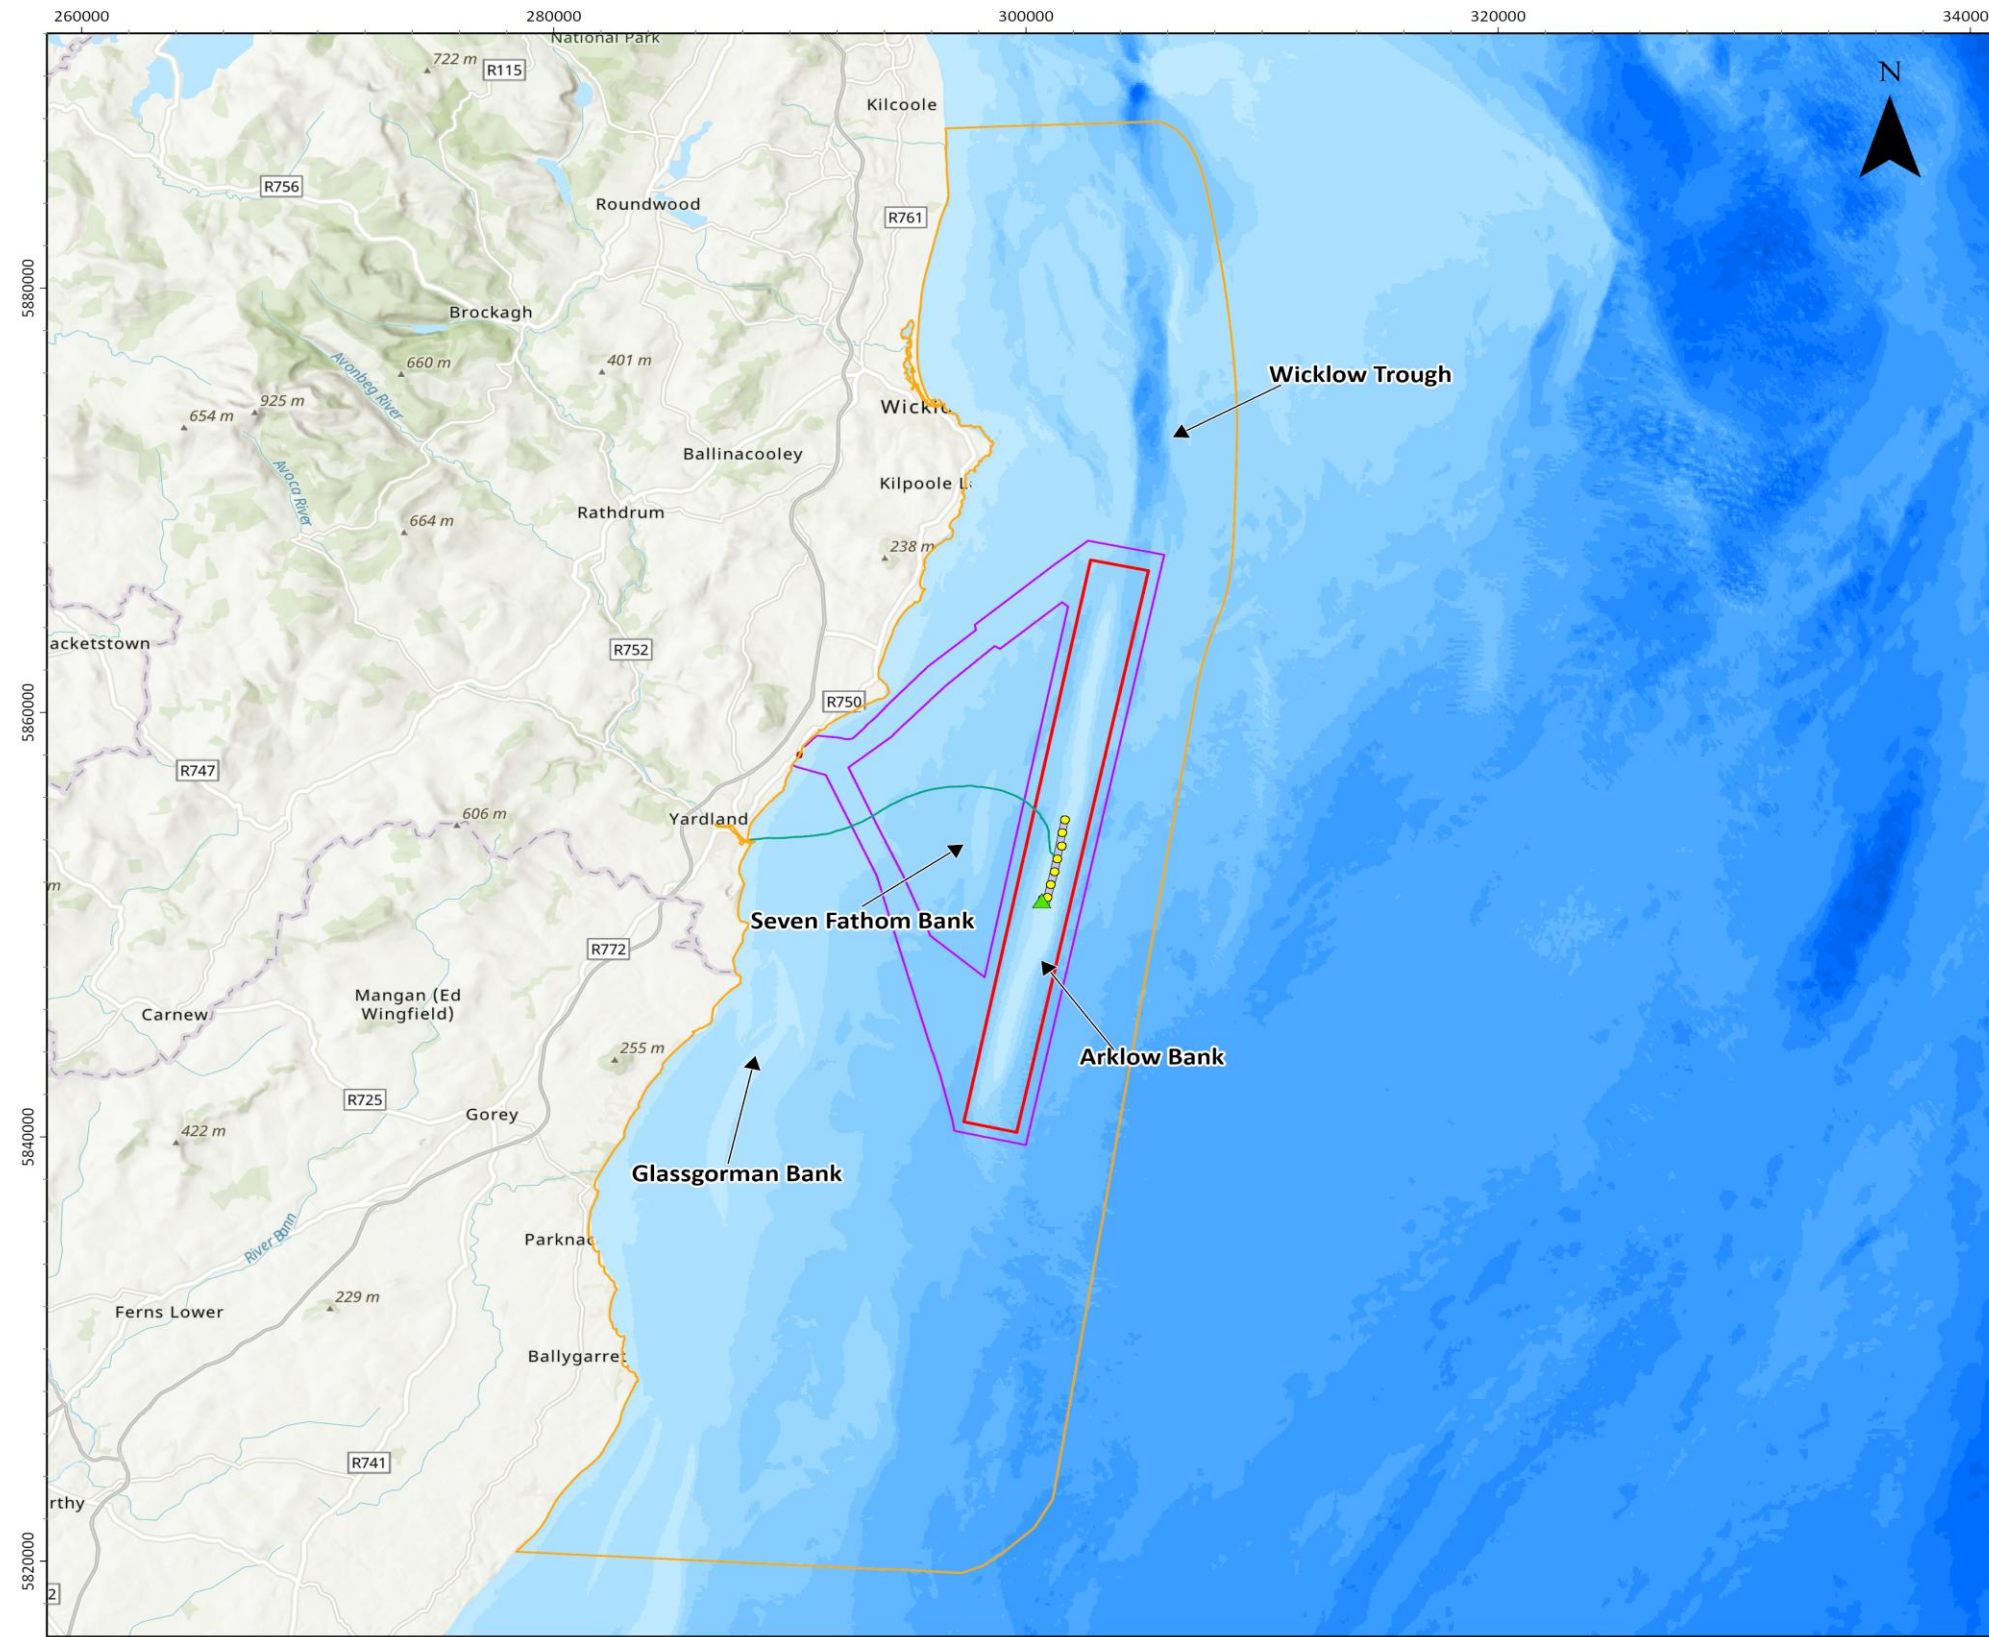 260000
280000
300000
320000
34000
National Park
722 m
R115
N
Kilcoole
R756
Roundwood
R761
5880000
Brockagh
Avonbeg River
660 m
401 m
Wicklow Trough
925 m
654 m
Ballinacooley
Avoca River
Kilpoole L
Rathdrum
664 m
238 m
acketstown
R752
5860000
R750
R747
606 m
Yardland
m
Seven Fathom Bank
R772
Mangan (Ed
Wingfield)
Carnew
255 m
Arklow Bank
R725
Gorey
5840000
422 m
Glassgorman Bank
River Bann
Parknac
229 m
Ferns Lower
Ballygarre
R741
rthy
5820000
2